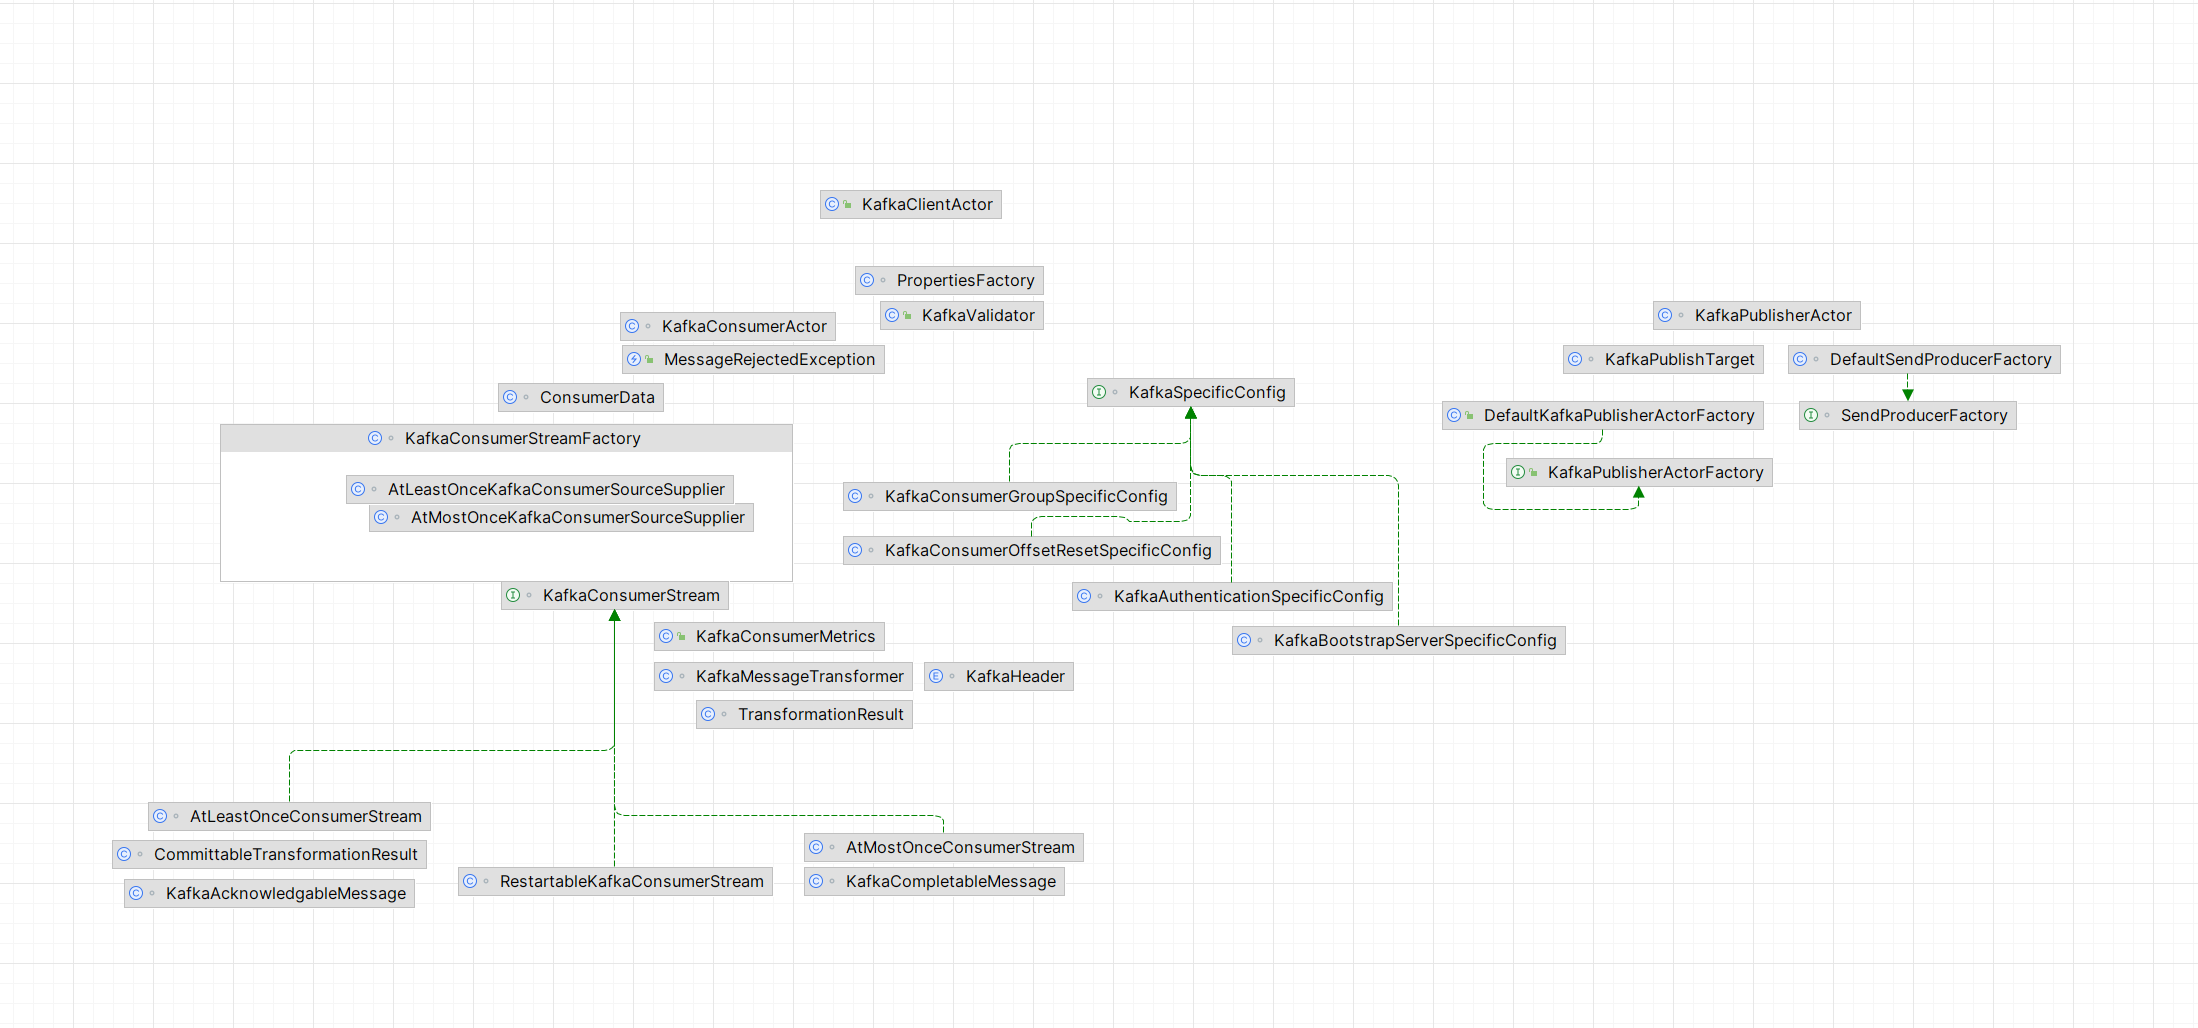 KafkaClientActor
PropertiesFactory
KafkaValidator
KafkaConsumerActor
MessageRejectedException
ConsumerData
KafkaConsumerStreamFactory
AtLeastOnceKafkaConsumerSourceSupplier
AtMostOnceKafkaConsumerSourceSupplier
KafkaConsumerStream
KafkaConsumerMetrics
KafkaMessageTransformer
KafkaHeader
TransformationResult
AtLeastOnceConsumerStream
CommittableTransformationResult
KafkaAcknowledgableMessage
RestartableKafkaConsumerStream
AtMostOnceConsumerStream
KafkaCompletableMessage
KafkaSpecificConfig
KafkaConsumerGroupSpecificConfig
KafkaConsumerOffsetResetSpecificConfig
KafkaAuthenticationSpecificConfig
KafkaBootstrapServerSpecificConfig
KafkaPublisherActor
KafkaPublishTarget
DefaultSendProducerFactory
DefaultKafkaPublisherActorFactory
SendProducerFactory
KafkaPublisherActorFactory